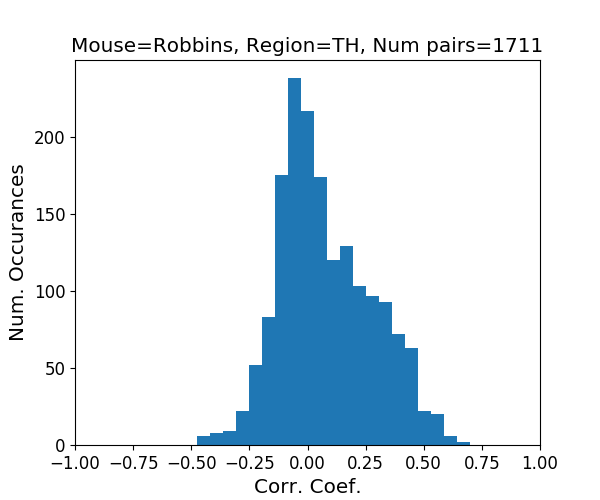 Mouse=Robbins, Region=TH, Num pairs=1711
Num. Occurances
200
150
100
50
0
−1.00 −0.75 −0.50 −0.25 0.00 0.25 0.50 0.75 1.00
Corr. Coef.